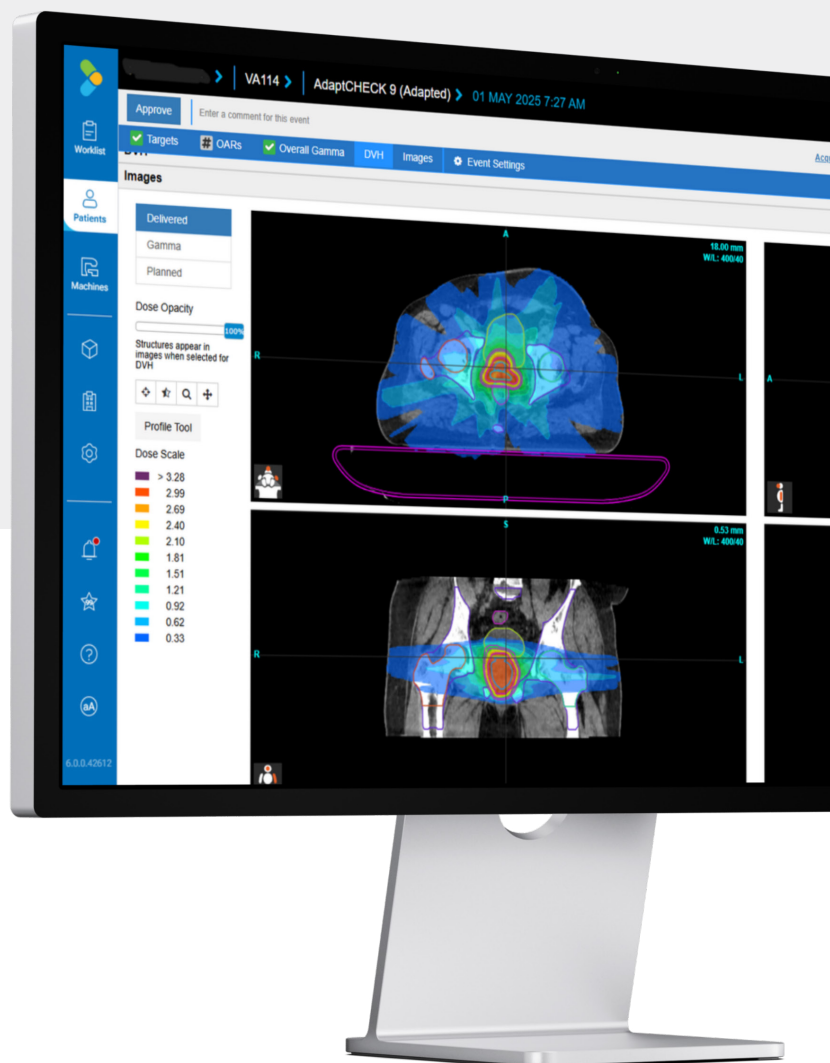 VA114
AdaptCHECK 9 (Adapted)
01 MAY 2025 7:27 AM
Approve
Enter a comment for this event
Targets
OARs
Overall Gamma
DVH
Images
Event Settings
DVH
Images
Worklist
Patients
Machines
aA
6.0.0.42612
Delivered
Gamma
Planned
Dose Opacity
100%
Structures appear in
images when selected for
DVH
Profile Tool
Dose Scale
> 3.28
2.99
2.69
2.40
2.10
1.81
1.51
1.21
0.92
0.62
0.33
A
18.00 mm
W/L: 400/40
R
L
P
S
0.53 mm
W/L: 400/40
R
L
A